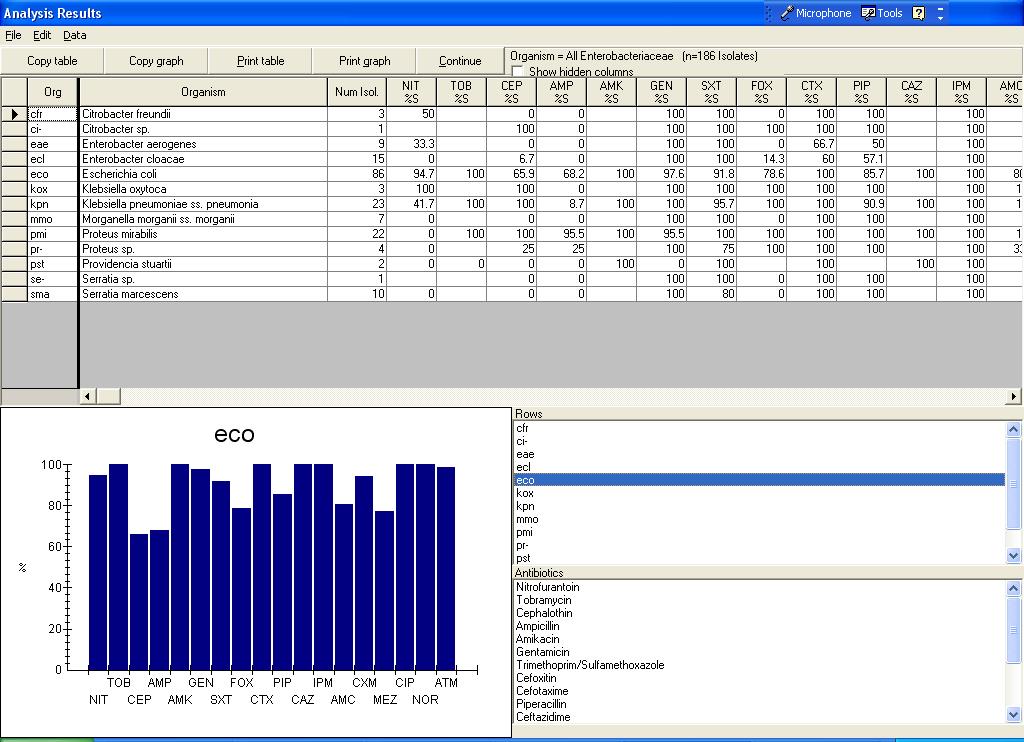 Analysis Results
Microphone Tools ?
File Edit Data
Copy table Copy graph Print table Print graph Continue
Organism = All Enterobacteriaceae (n=186 Isolates)
Show hidden columns
Org Organism Num Isol. NIT TOB CEP AMP AMK GEN SXT FOX CTX PIP CAZ IPM AMC
%S %S %S %S %S %S %S %S %S %S %S %S %S
cfr Citrobacter freundii 3 50 0 0 100 100 0 100 100 100
ci- Citrobacter sp. 1 100 0 100 100 100 100 100 100
eae Enterobacter aerogenes 9 33.3 0 0 100 100 0 66.7 50 100
ecl Enterobacter cloacae 15 0 6.7 0 100 100 14.3 60 57.1 100
eco Escherichia coli 86 94.7 100 65.9 68.2 100 97.6 91.8 78.6 100 85.7 100 100
kox Klebsiella oxytoca 3 100 100 0 100 100 100 100 100 100
kpn Klebsiella pneumoniae ss. pneumonia 23 41.7 100 100 8.7 100 100 95.7 100 100 90.9 100 100
mmo Morganella morganii ss. morganii 7 0 0 0 100 100 0 100 100 100
pmi Proteus mirabilis 22 0 100 100 95.5 100 95.5 100 100 100 100 100 100
pr- Proteus sp. 4 0 25 25 100 75 100 100 100 100
pst Providencia stuartii 2 0 0 0 0 100 0 100 100 100 100
se- Serratia sp. 1 0 0 100 100 0 100 100 100
sma Serratia marcescens 10 0 0 0 100 80 0 100 100 100
eco
100
80
60
%
40
20
0
TOB AMP GEN FOX PIP IPM CXM CIP ATM
NIT CEP AMK SXT CTX CAZ AMC MEZ NOR
Rows
cfr
ci-
eae
ecl
eco
kox
kpn
mmo
pmi
pr-
pst
Antibiotics
Nitrofurantoin
Tobramycin
Cephalothin
Ampicillin
Amikacin
Gentamicin
Trimethoprim/Sulfamethoxazole
Cefoxitin
Cefotaxime
Piperacillin
Ceftazidime